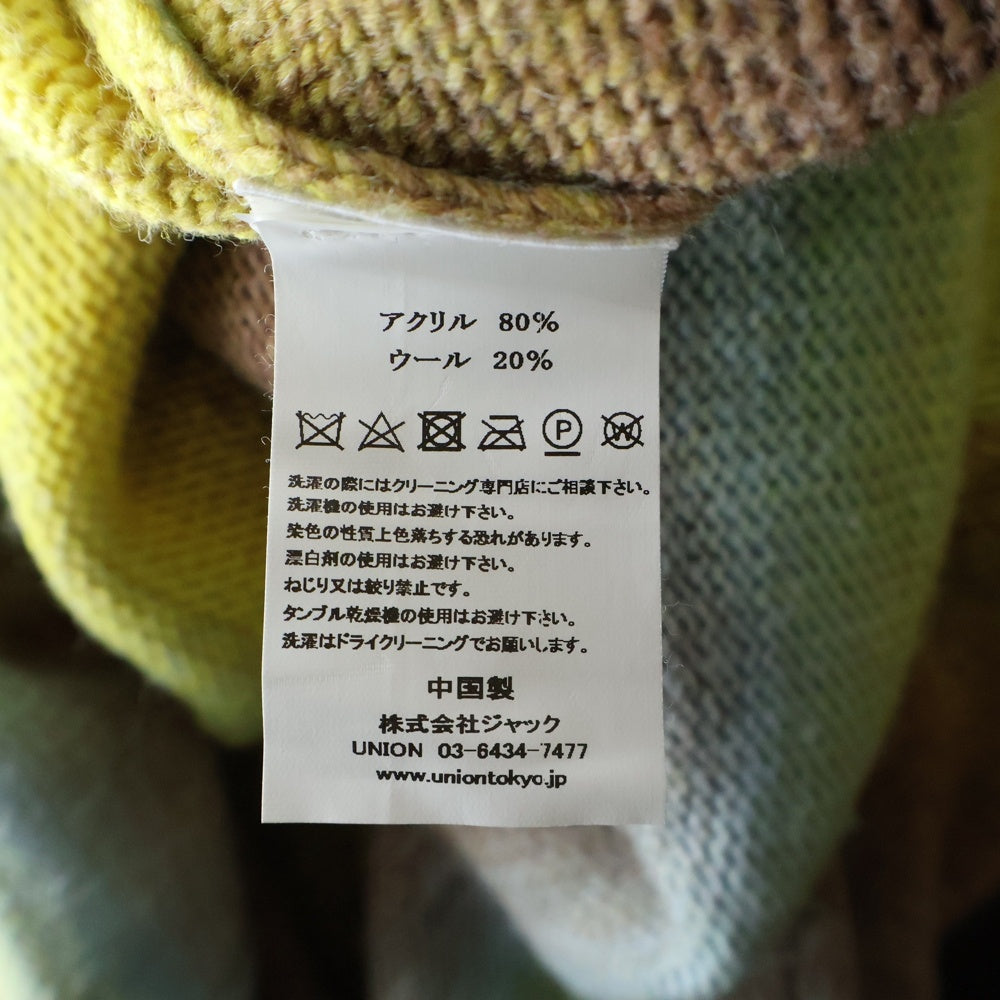 アクリル 80%
ウール 20%
P W
洗濯の際にはクリーニング専門店にご相談下さい。
洗濯機の使用はお避け下さい。
染色の性質上色落ちする恐れがあります。
漂白剤の使用はお避け下さい。
ねじり又は絞り禁止です。
タンブル乾燥機の使用はお避け下さい。
洗濯はドライクリーニングでお願いします。
中国製
株式会社ジャック
UNION 03-6434-7477
www.uniontokyo.jp